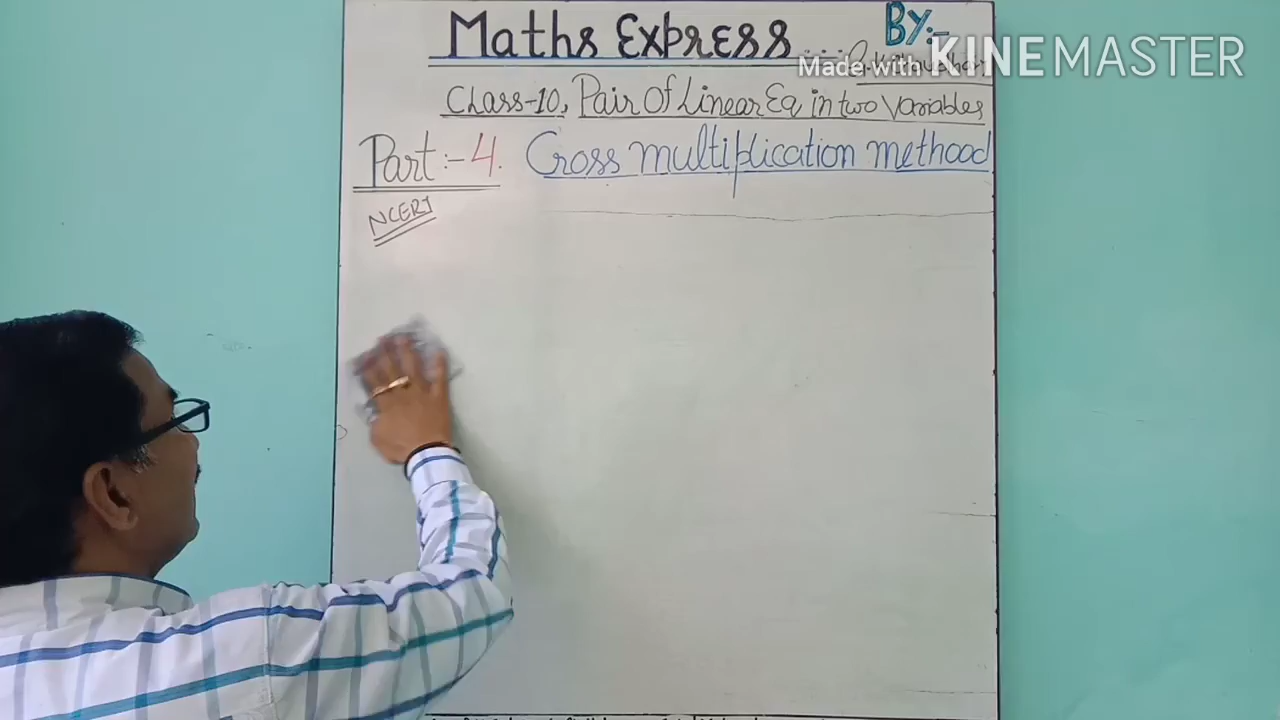 Maths Express ....
By:-
Made with KINEMASTER
Class-10, Pair Of Linear Eq in two Variables
Part:- 4. Cross multiplication methood
NCERT